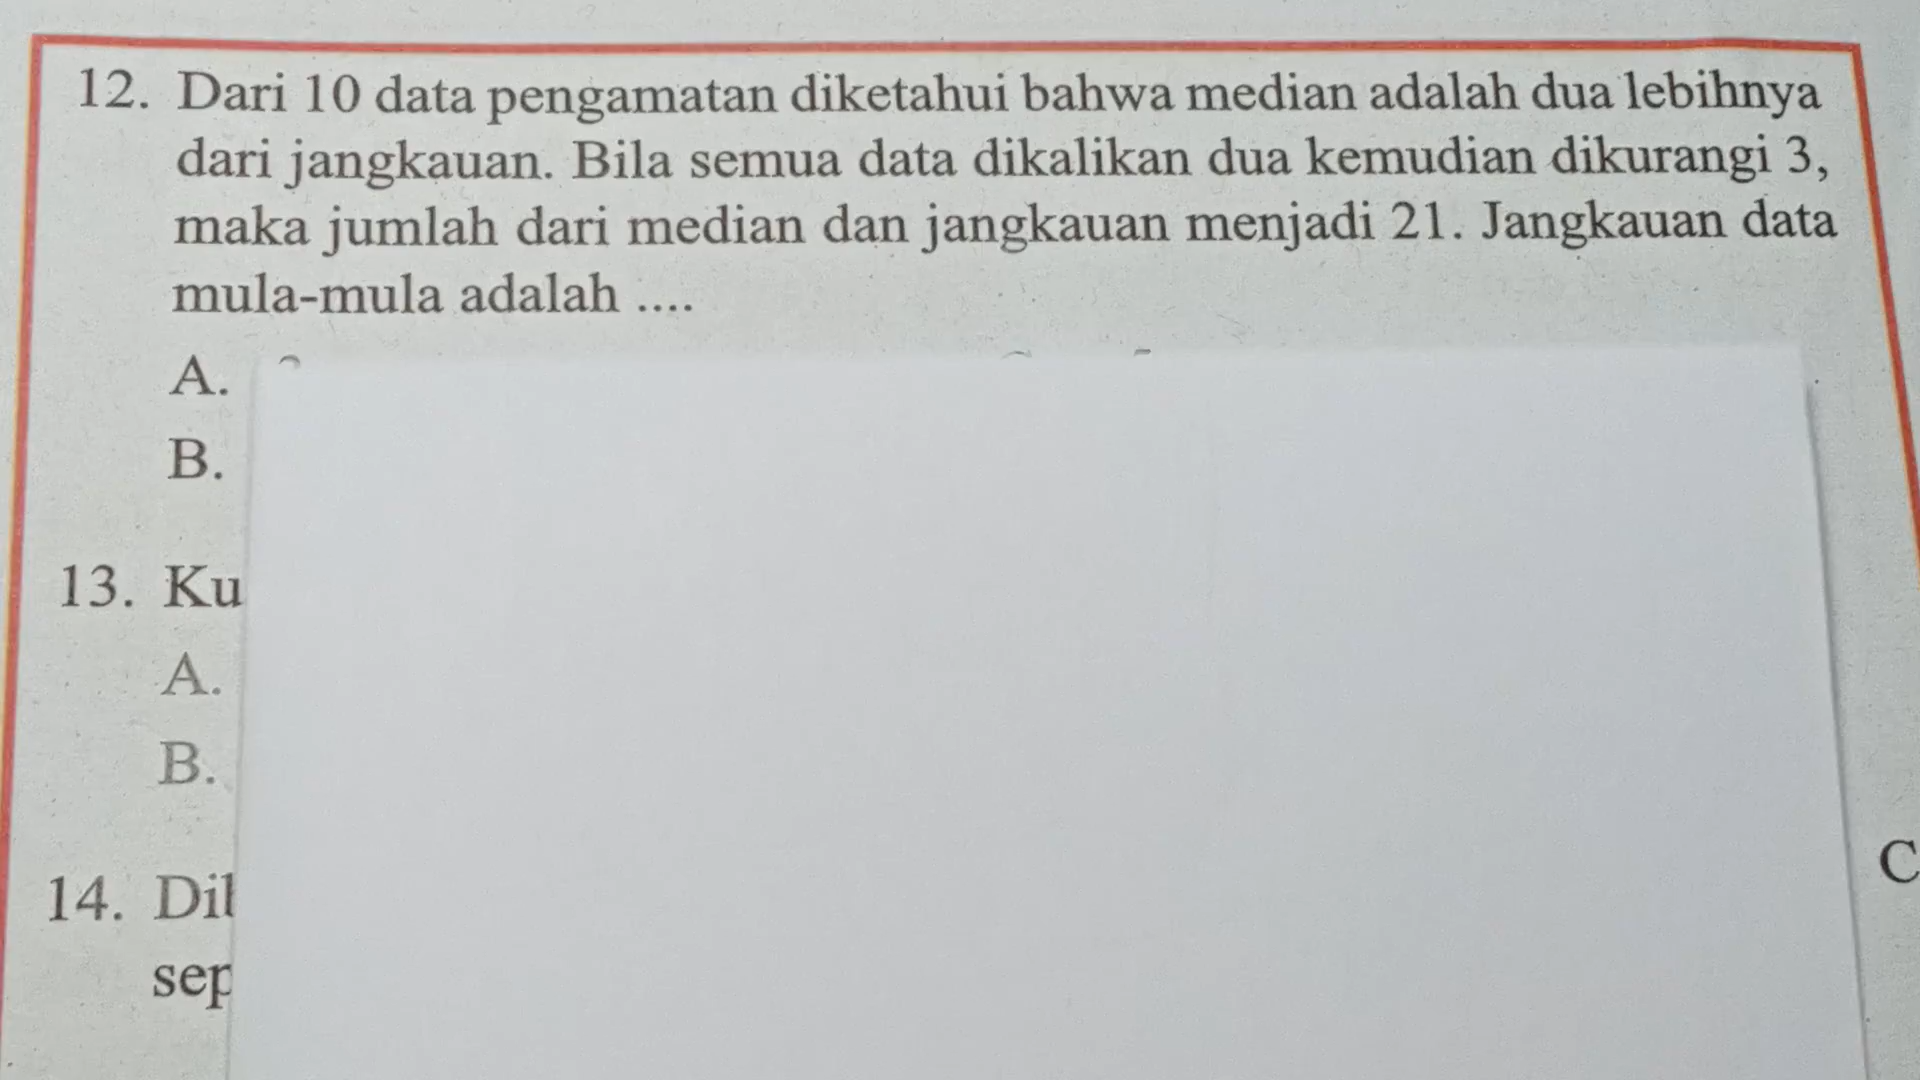 12. Dari 10 data pengamatan diketahui bahwa median adalah dua lebihnya
dari jangkauan. Bila semua data dikalikan dua kemudian dikurangi 3,
maka jumlah dari median dan jangkauan menjadi 21. Jangkauan data
mula-mula adalah ....
A.
B.
13. Ku
A.
B.
C
14. Dil
sep